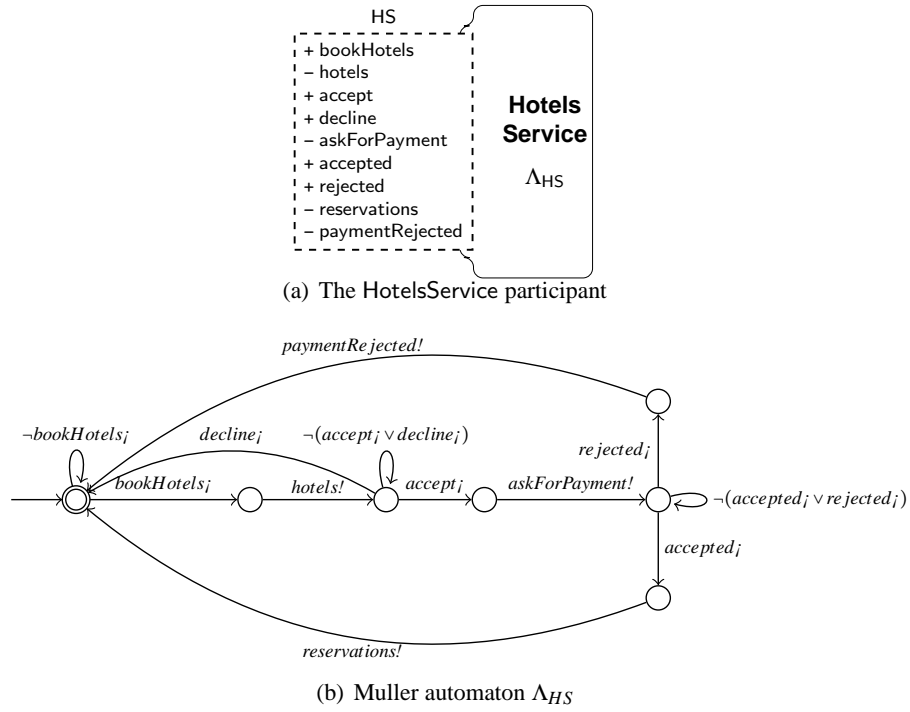 HS
+ bookHotels
– hotels
+ accept
+ decline
– askForPayment
+ accepted
+ rejected
– reservations
– paymentRejected
Hotels
Service
Λ_HS
(a) The HotelsService participant
paymentRejected!
¬bookHotels¡
decline¡
¬(accept¡ ∨ decline¡)
rejected¡
bookHotels¡
hotels!
accept¡
askForPayment!
¬(accepted¡ ∨ rejected¡)
accepted¡
reservations!
(b) Muller automaton Λ_HS